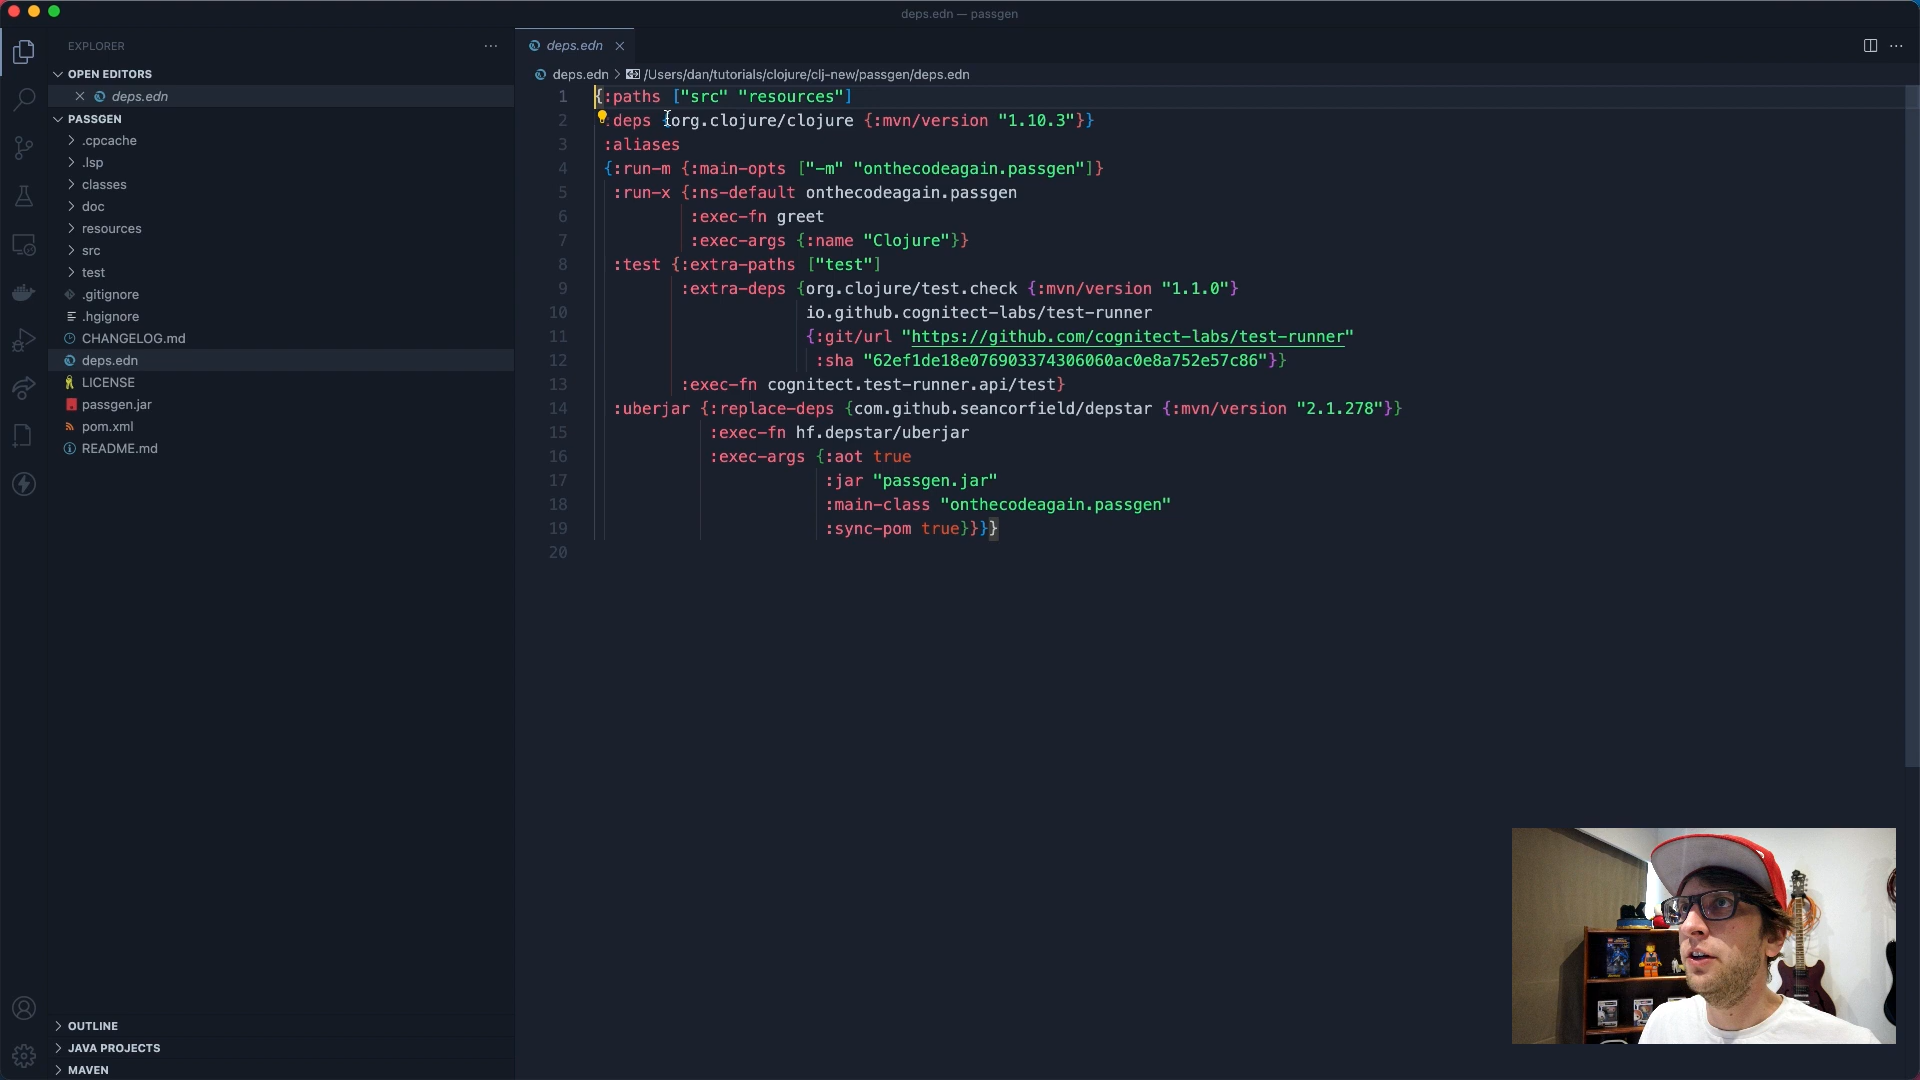 deps.edn — passgen
EXPLORER
OPEN EDITORS
deps.edn
PASSGEN
.cpcache
.lsp
classes
doc
resources
src
test
.gitignore
.hgignore
CHANGELOG.md
deps.edn
LICENSE
passgen.jar
pom.xml
README.md
OUTLINE
JAVA PROJECTS
MAVEN
deps.edn
deps.edn > /Users/dan/tutorials/clojure/clj-new/passgen/deps.edn
1 {:paths ["src" "resources"]
2 :deps {org.clojure/clojure {:mvn/version "1.10.3"}}
3 :aliases
4 {:run-m {:main-opts ["-m" "onthecodeagain.passgen"]}
5 :run-x {:ns-default onthecodeagain.passgen
6 :exec-fn greet
7 :exec-args {:name "Clojure"}}
8 :test {:extra-paths ["test"]
9 :extra-deps {org.clojure/test.check {:mvn/version "1.1.0"}
10 io.github.cognitect-labs/test-runner
11 {:git/url "https://github.com/cognitect-labs/test-runner"
12 :sha "62ef1de18e076903374306060ac0e8a752e57c86"}}
13 :exec-fn cognitect.test-runner.api/test}
14 :uberjar {:replace-deps {com.github.seancorfield/depstar {:mvn/version "2.1.278"}}
15 :exec-fn hf.depstar/uberjar
16 :exec-args {:aot true
17 :jar "passgen.jar"
18 :main-class "onthecodeagain.passgen"
19 :sync-pom true}}}}
20